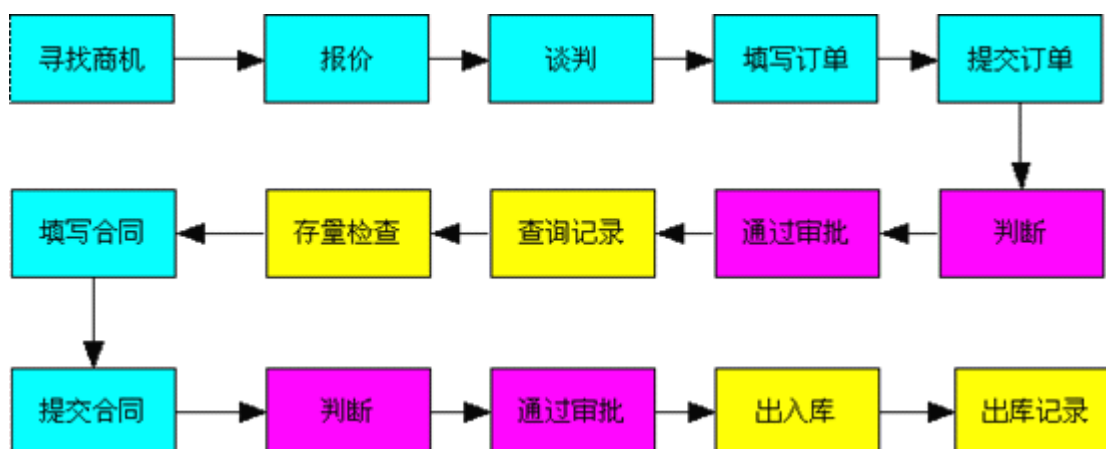 寻找商机
报价
谈判
填写订单
提交订单
填写合同
存量检查
查询记录
通过审批
判断
提交合同
判断
通过审批
出入库
出库记录